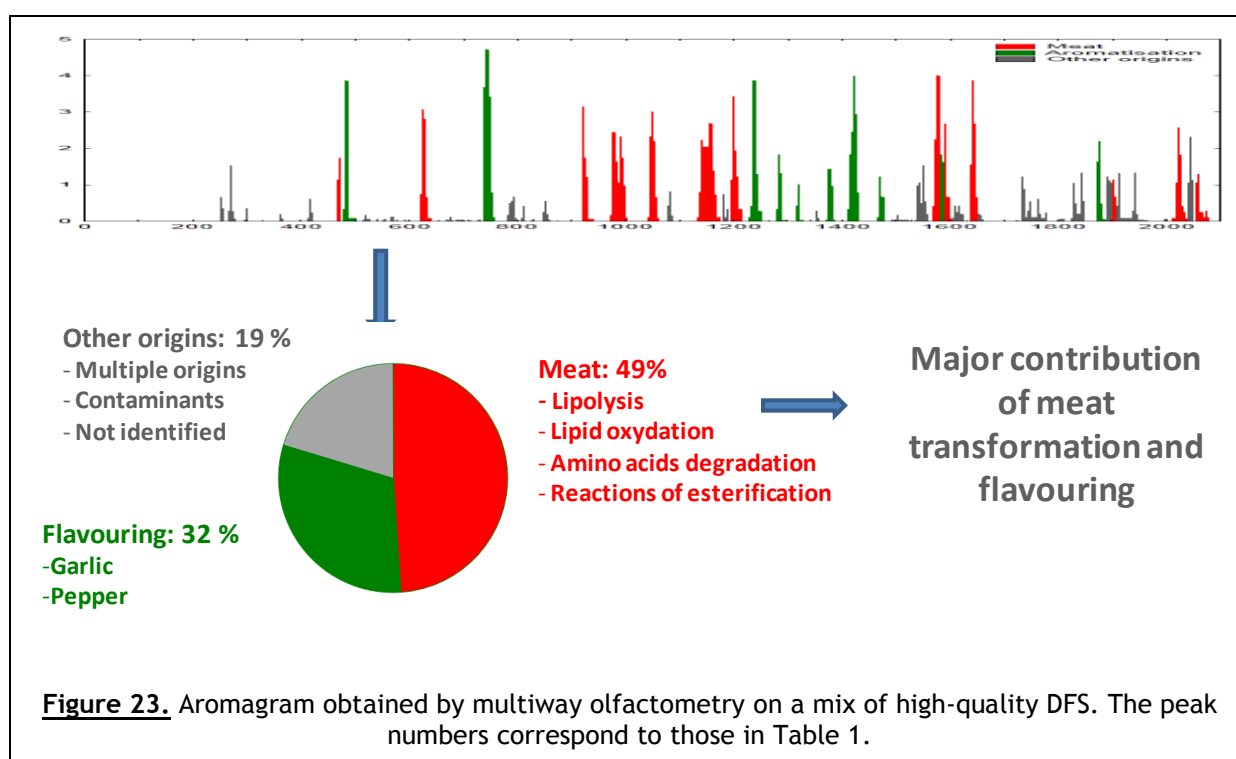 5
4
3
2
1
0
Meat
Aromatisation
Other origins
0 200 400 600 800 1000 1200 1400 1600 1800 2000
Other origins: 19 %
- Multiple origins
- Contaminants
- Not identified
Meat: 49%
- Lipolysis
- Lipid oxydation
- Amino acids degradation
- Reactions of esterification
Major contribution
of meat
transformation and
flavouring
Flavouring: 32 %
-Garlic
-Pepper
Figure 23. Aromagram obtained by multiway olfactometry on a mix of high-quality DFS. The peak
numbers correspond to those in Table 1.